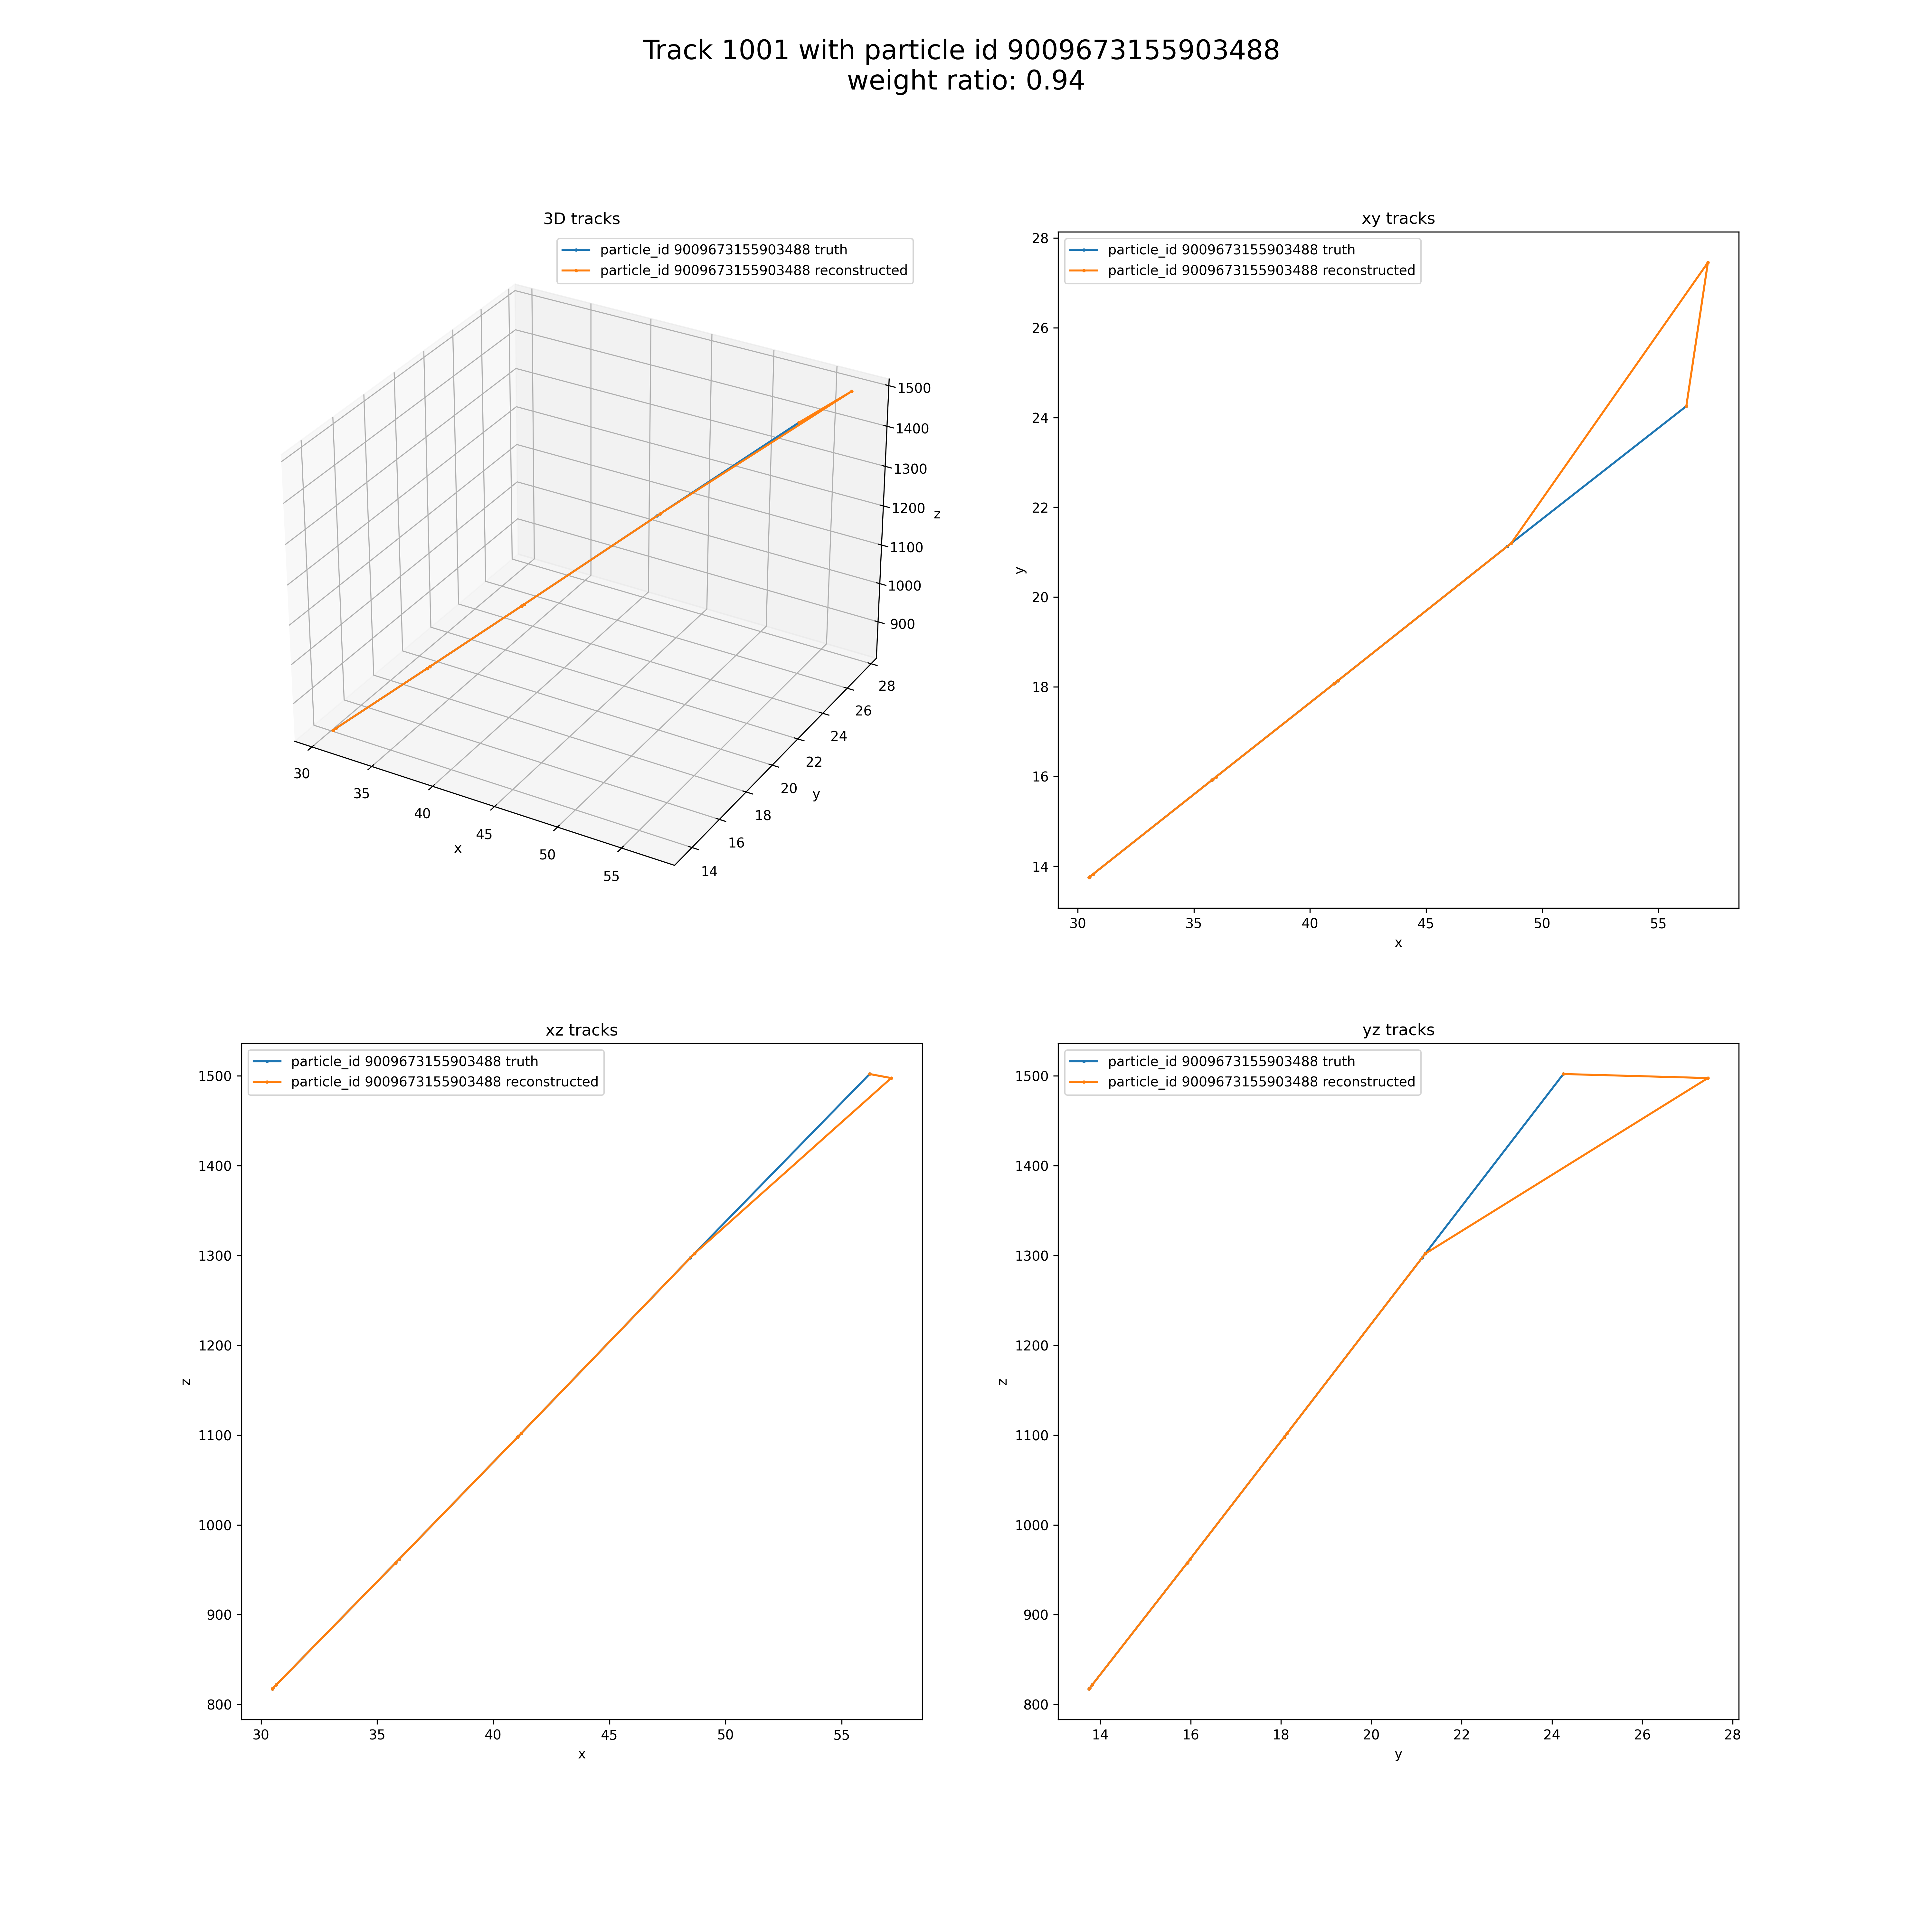 Track 1001 with particle id 9009673155903488
weight ratio: 0.94
3D tracks
particle_id 9009673155903488 truth
particle_id 9009673155903488 reconstructed
1500
1400
1300
1200
z
1100
1000
900
28
26
24
22
20
y
18
16
14
30
35
40
45
x
50
55
xy tracks
particle_id 9009673155903488 truth
particle_id 9009673155903488 reconstructed
28
26
24
22
y
20
18
16
14
30 35 40 45 50 55
x
xz tracks
particle_id 9009673155903488 truth
particle_id 9009673155903488 reconstructed
1500
1400
1300
1200
z
1100
1000
900
800
30 35 40 45 50 55
x
yz tracks
particle_id 9009673155903488 truth
particle_id 9009673155903488 reconstructed
1500
1400
1300
1200
z
1100
1000
900
800
14 16 18 20 22 24 26 28
y